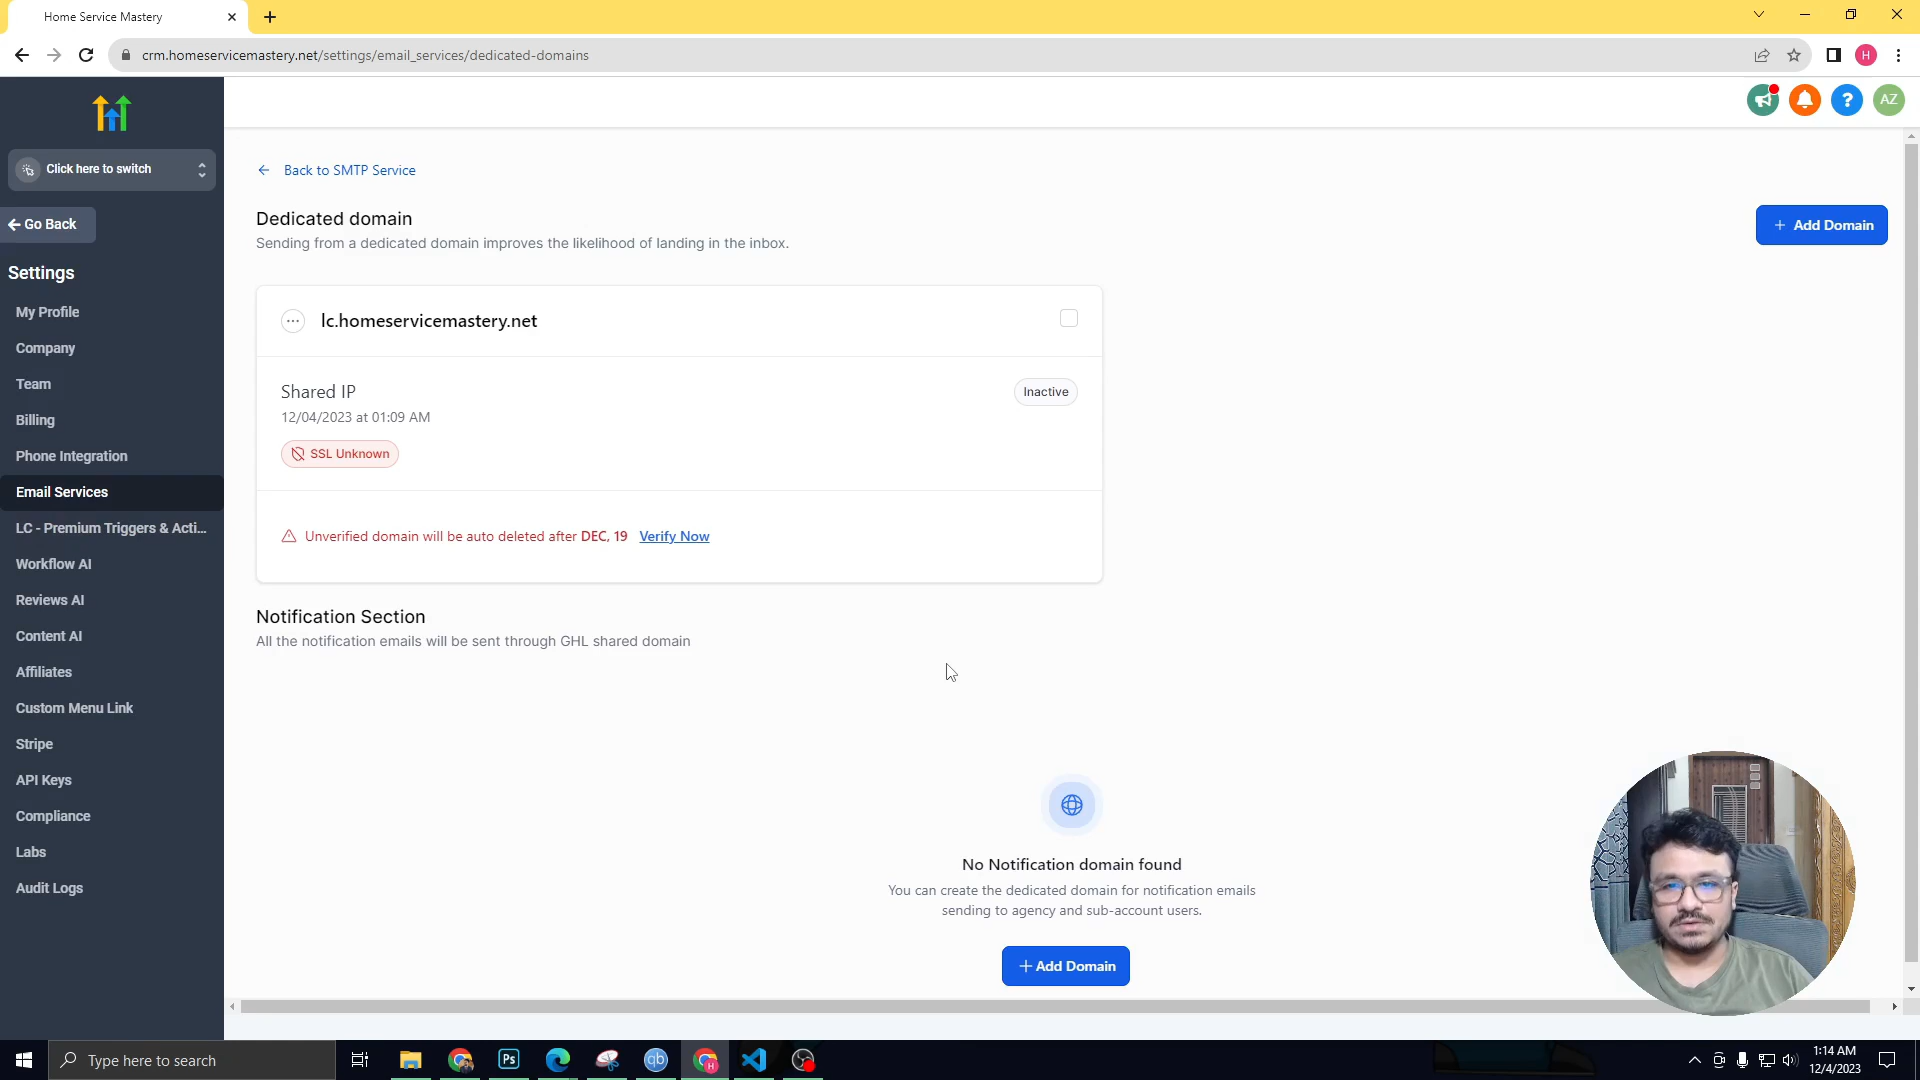 Home Service Mastery
crm.homeservicemastery.net/settings/email_services/dedicated-domains
H
AZ
Click here to switch
Go Back
Settings
My Profile
Company
Team
Billing
Phone Integration
Email Services
LC - Premium Triggers & Acti...
Workflow AI
Reviews AI
Content AI
Affiliates
Custom Menu Link
Stripe
API Keys
Compliance
Labs
Audit Logs
Back to SMTP Service
Dedicated domain
Sending from a dedicated domain improves the likelihood of landing in the inbox.
+ Add Domain
lc.homeservicemastery.net
Shared IP
Inactive
12/04/2023 at 01:09 AM
SSL Unknown
Unverified domain will be auto deleted after DEC, 19 Verify Now
Notification Section
All the notification emails will be sent through GHL shared domain
No Notification domain found
You can create the dedicated domain for notification emails
sending to agency and sub-account users.
+ Add Domain
Type here to search
Ps
qb
H
1:14 AM
12/4/2023